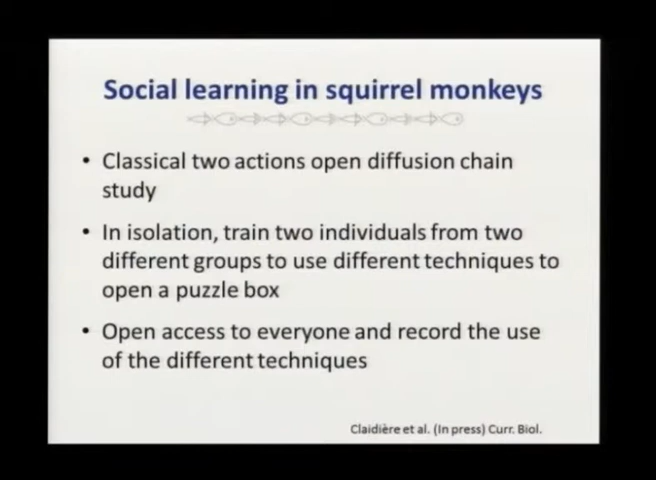 Social learning in squirrel monkeys
• Classical two actions open diffusion chain
study
• In isolation, train two individuals from two
different groups to use different techniques to
open a puzzle box
• Open access to everyone and record the use
of the different techniques
Claidière et al. (In press) Curr. Biol.